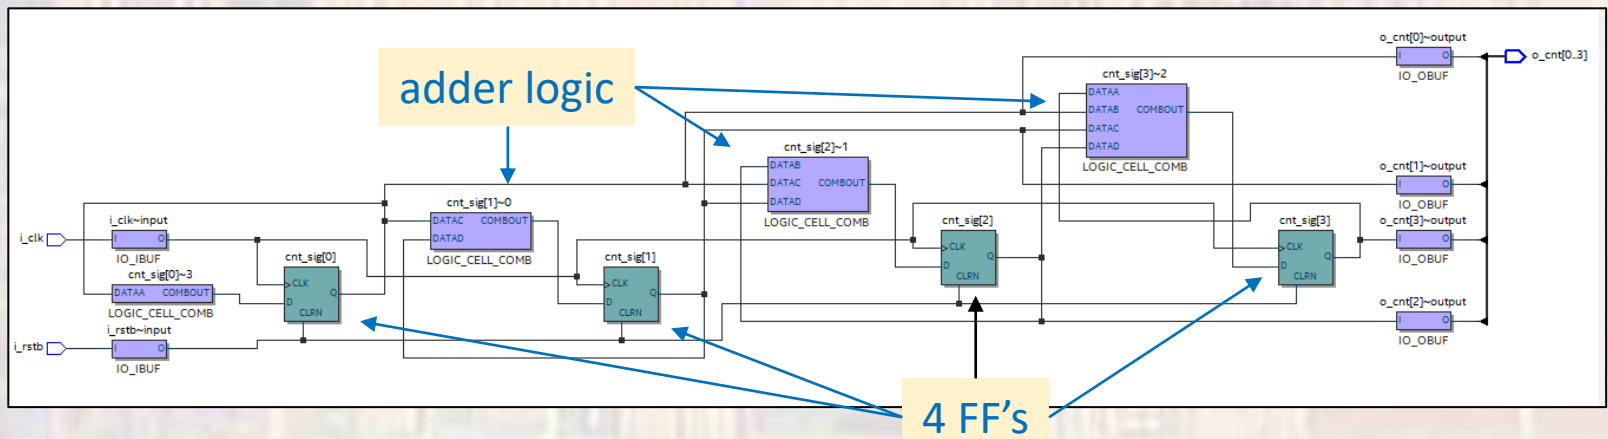 o_cnt[0]~output
I O
IO_OBUF
o_cnt[0..3]
adder logic
cnt_sig[3]~2
DATAA
DATAB COMBOUT
DATAC
DATAD
LOGIC_CELL_COMB
cnt_sig[2]~1
DATAB
DATAC COMBOUT
DATAD
LOGIC_CELL_COMB
o_cnt[1]~output
I O
IO_OBUF
cnt_sig[1]~0
DATAC COMBOUT
DATAD
LOGIC_CELL_COMB
i_clk
i_clk~input
I O
IO_IBUF
cnt_sig[2]
CLK
D
Q
CLRN
cnt_sig[3]
CLK
D
Q
CLRN
o_cnt[3]~output
I O
IO_OBUF
cnt_sig[0]~3
DATAA COMBOUT
LOGIC_CELL_COMB
cnt_sig[0]
CLK
D
Q
CLRN
cnt_sig[1]
CLK
D
Q
CLRN
o_cnt[2]~output
I O
IO_OBUF
i_rstb
i_rstb~input
I O
IO_IBUF
4 FF's